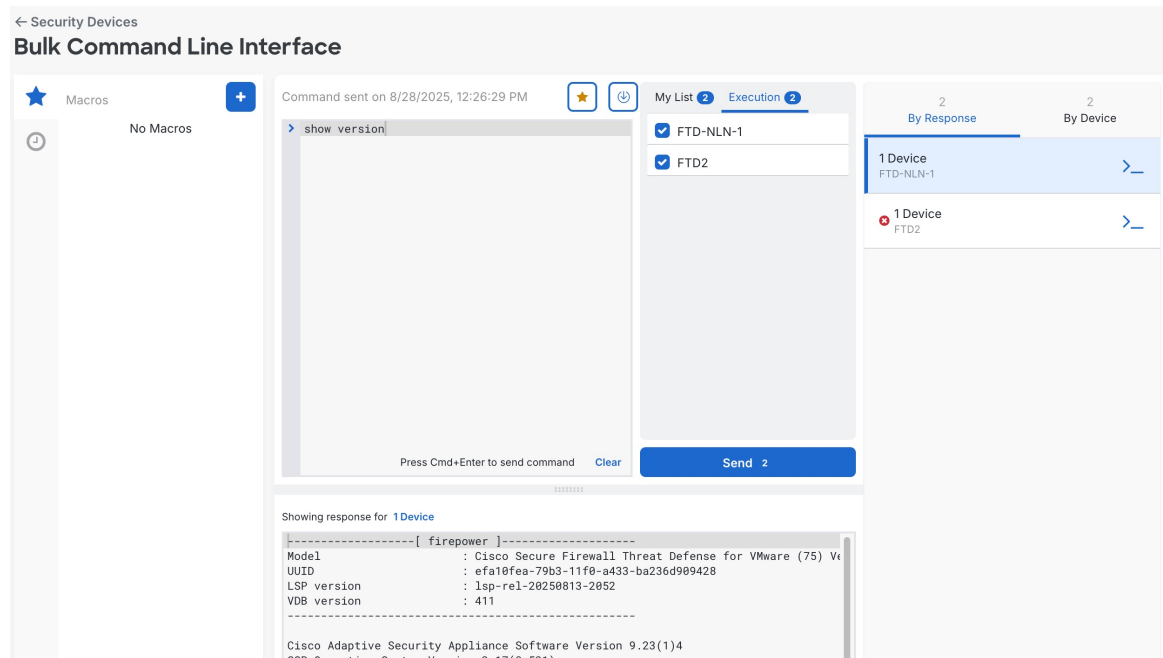 ← Security Devices
Bulk Command Line Interface
Macros
+
No Macros
Command sent on 8/28/2025, 12:26:29 PM
> show version
Press Cmd+Enter to send command Clear
My List 2 Execution 2
FTD-NLN-1
FTD2
Send 2
2
By Response
2
By Device
1 Device
FTD-NLN-1
>_
1 Device
FTD2
>_
Showing response for 1 Device
-------------------[ firepower ]--------------------
Model : Cisco Secure Firewall Threat Defense for VMware (75) Ve
UUID : efa10fea-79b3-11f0-a433-ba236d909428
LSP version : lsp-rel-20250813-2052
VDB version : 411
----------------------------------------------------
Cisco Adaptive Security Appliance Software Version 9.23(1)4